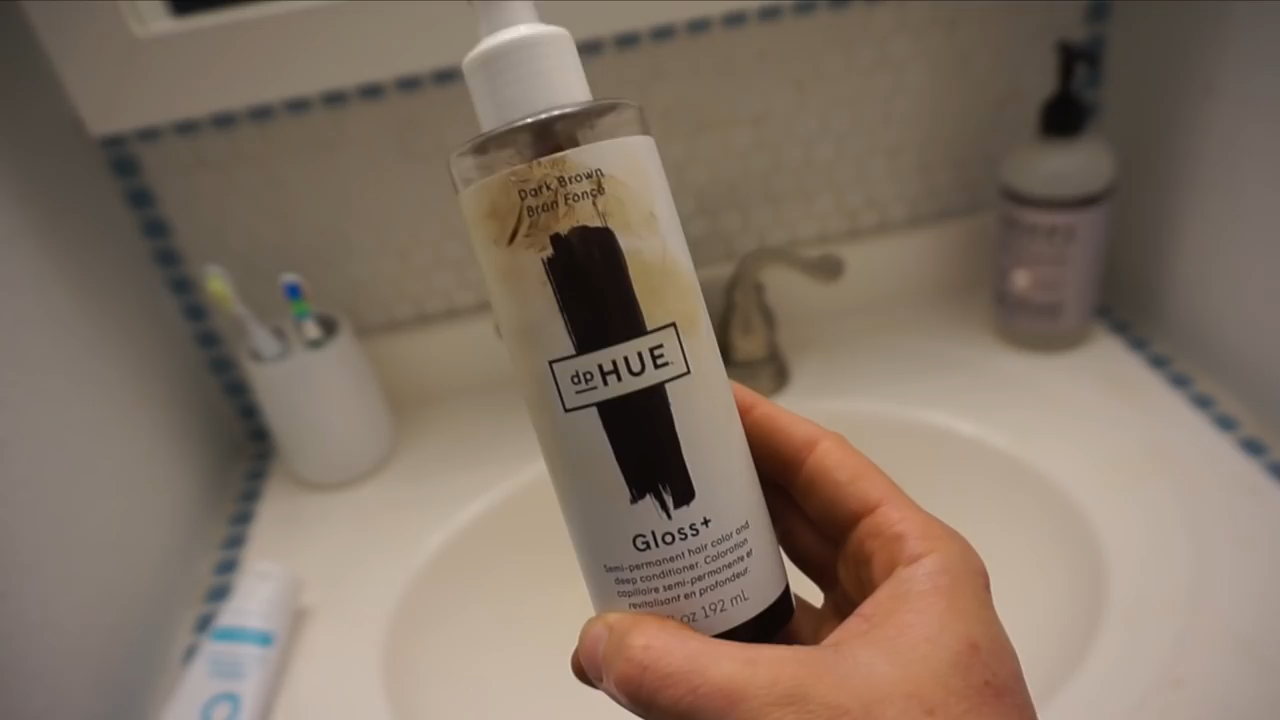 Dark Brown
Brun Foncé
dpHUE
Gloss+
Semi-permanent hair color and
deep conditioner. Coloration
capillaire semi-permanente et
revitalisant en profondeur.
oz 192 mL